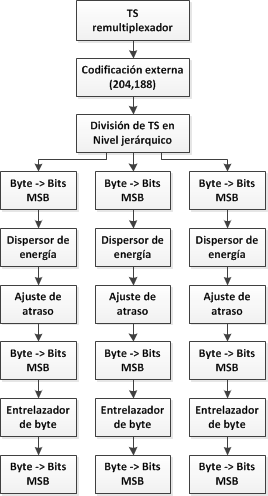 TS
remultiplexador
Codificación externa
(204,188)
División de TS en
Nivel jerárquico
Byte -> Bits
MSB
Byte -> Bits
MSB
Byte -> Bits
MSB
Dispersor de
energía
Dispersor de
energía
Dispersor de
energía
Ajuste de
atraso
Ajuste de
atraso
Ajuste de
atraso
Byte -> Bits
MSB
Byte -> Bits
MSB
Byte -> Bits
MSB
Entrelazador
de byte
Entrelazador
de byte
Entrelazador
de byte
Byte -> Bits
MSB
Byte -> Bits
MSB
Byte -> Bits
MSB